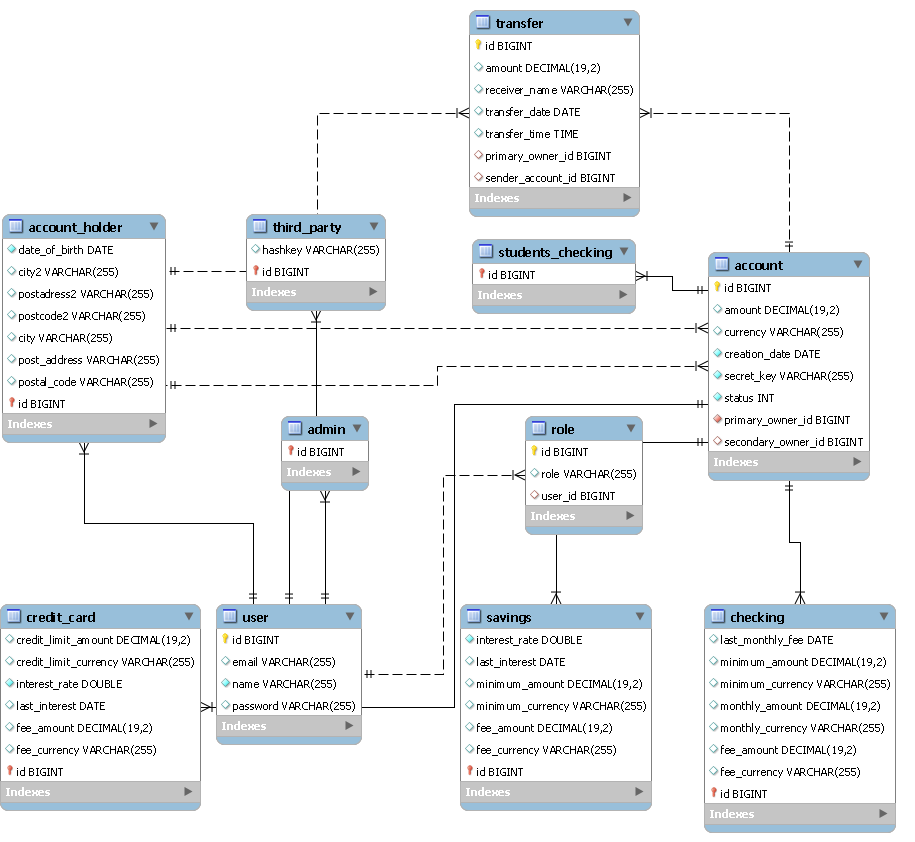 transfer
id BIGINT
amount DECIMAL(19,2)
receiver_name VARCHAR(255)
transfer_date DATE
transfer_time TIME
primary_owner_id BIGINT
sender_account_id BIGINT
Indexes
account_holder
date_of_birth DATE
city2 VARCHAR(255)
postadress2 VARCHAR(255)
postcode2 VARCHAR(255)
city VARCHAR(255)
post_address VARCHAR(255)
postal_code VARCHAR(255)
id BIGINT
Indexes
third_party
hashkey VARCHAR(255)
id BIGINT
Indexes
students_checking
id BIGINT
Indexes
account
id BIGINT
amount DECIMAL(19,2)
currency VARCHAR(255)
creation_date DATE
secret_key VARCHAR(255)
status INT
primary_owner_id BIGINT
secondary_owner_id BIGINT
Indexes
admin
id BIGINT
Indexes
role
id BIGINT
role VARCHAR(255)
user_id BIGINT
Indexes
credit_card
credit_limit_amount DECIMAL(19,2)
credit_limit_currency VARCHAR(255)
interest_rate DOUBLE
last_interest DATE
fee_amount DECIMAL(19,2)
fee_currency VARCHAR(255)
id BIGINT
Indexes
user
id BIGINT
email VARCHAR(255)
name VARCHAR(255)
password VARCHAR(255)
Indexes
savings
interest_rate DOUBLE
last_interest DATE
minimum_amount DECIMAL(19,2)
minimum_currency VARCHAR(255)
fee_amount DECIMAL(19,2)
fee_currency VARCHAR(255)
id BIGINT
Indexes
checking
last_monthly_fee DATE
minimum_amount DECIMAL(19,2)
minimum_currency VARCHAR(255)
monthly_amount DECIMAL(19,2)
monthly_currency VARCHAR(255)
fee_amount DECIMAL(19,2)
fee_currency VARCHAR(255)
id BIGINT
Indexes